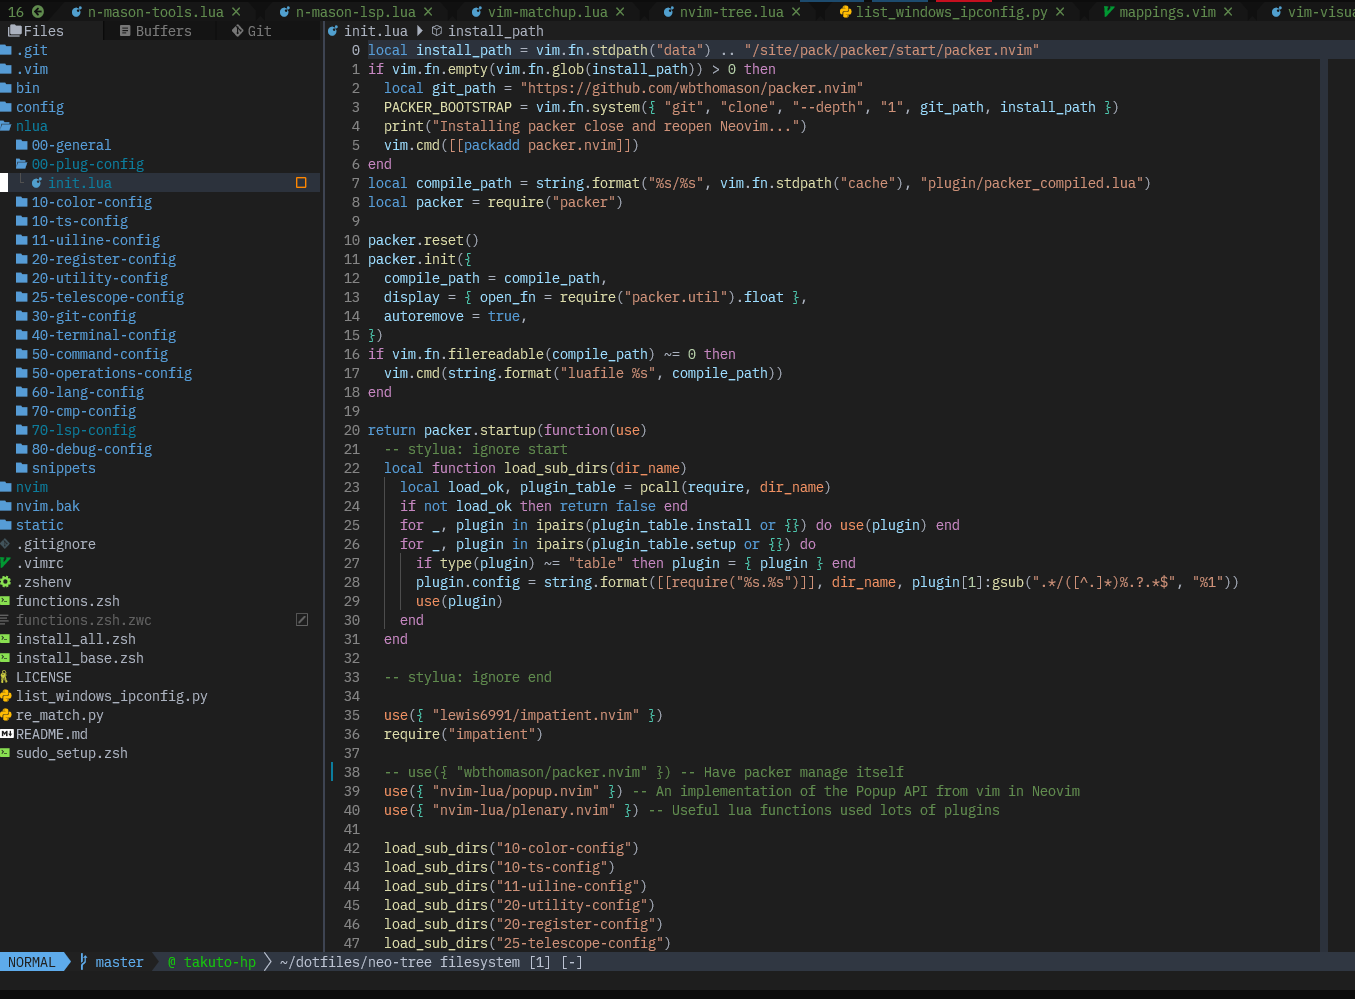 16 n-mason-tools.lua × n-mason-lsp.lua × vim-matchup.lua × nvim-tree.lua × list_windows_ipconfig.py × mappings.vim ×
Files Buffers Git
.git
.vim
bin
config
nlua
00-general
00-plug-config
init.lua
10-color-config
10-ts-config
11-uiline-config
20-register-config
20-utility-config
25-telescope-config
30-git-config
40-terminal-config
50-command-config
50-operations-config
60-lang-config
70-cmp-config
70-lsp-config
80-debug-config
snippets
nvim
nvim.bak
static
.gitignore
.vimrc
.zshenv
functions.zsh
functions.zsh.zwc
install_all.zsh
install_base.zsh
LICENSE
list_windows_ipconfig.py
re_match.py
README.md
sudo_setup.zsh
init.lua install_path
0 local install_path = vim.fn.stdpath("data") .. "/site/pack/packer/start/packer.nvim"
1 if vim.fn.empty(vim.fn.glob(install_path)) > 0 then
2 local git_path = "https://github.com/wbthomason/packer.nvim"
3 PACKER_BOOTSTRAP = vim.fn.system({ "git", "clone", "--depth", "1", git_path, install_path })
4 print("Installing packer close and reopen Neovim...")
5 vim.cmd([[packadd packer.nvim]])
6 end
7 local compile_path = string.format("%s/%s", vim.fn.stdpath("cache"), "plugin/packer_compiled.lua")
8 local packer = require("packer")
9
10 packer.reset()
11 packer.init({
12 compile_path = compile_path,
13 display = { open_fn = require("packer.util").float },
14 autoremove = true,
15 })
16 if vim.fn.filereadable(compile_path) ~= 0 then
17 vim.cmd(string.format("luafile %s", compile_path))
18 end
19
20 return packer.startup(function(use)
21 -- stylua: ignore start
22 local function load_sub_dirs(dir_name)
23 local load_ok, plugin_table = pcall(require, dir_name)
24 if not load_ok then return false end
25 for _, plugin in ipairs(plugin_table.install or {}) do use(plugin) end
26 for _, plugin in ipairs(plugin_table.setup or {}) do
27 if type(plugin) ~= "table" then plugin = { plugin } end
28 plugin.config = string.format([[require("%s.%s")]], dir_name, plugin[1]:gsub(".*/([^.]*)%.?.*$", "%1"))
29 use(plugin)
30 end
31 end
32
33 -- stylua: ignore end
34
35 use({ "lewis6991/impatient.nvim" })
36 require("impatient")
37
38 -- use({ "wbthomason/packer.nvim" }) -- Have packer manage itself
39 use({ "nvim-lua/popup.nvim" }) -- An implementation of the Popup API from vim in Neovim
40 use({ "nvim-lua/plenary.nvim" }) -- Useful lua functions used lots of plugins
41
42 load_sub_dirs("10-color-config")
43 load_sub_dirs("10-ts-config")
44 load_sub_dirs("11-uiline-config")
45 load_sub_dirs("20-utility-config")
46 load_sub_dirs("20-register-config")
47 load_sub_dirs("25-telescope-config")
NORMAL master @ takuto-hp ~/dotfiles/neo-tree filesystem [1] [-]